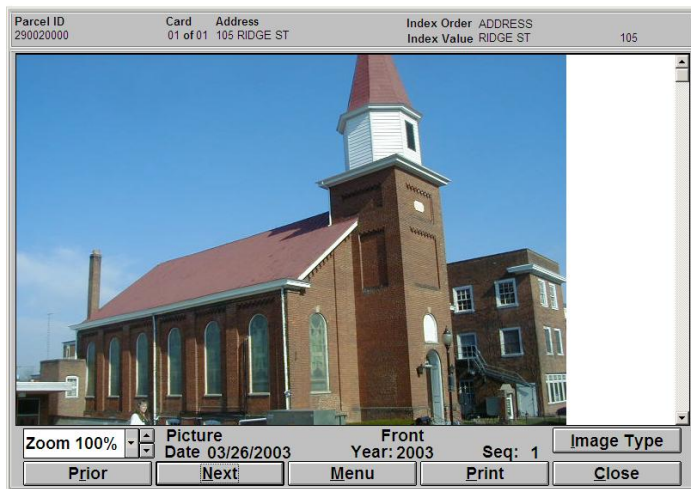 Parcel ID Card Address Index Order ADDRESS
290020000 01 of 01 105 RIDGE ST Index Value RIDGE ST 105
Zoom 100% Picture Front Image Type
Date 03/26/2003 Year: 2003 Seq: 1
Prior Next Menu Print Close